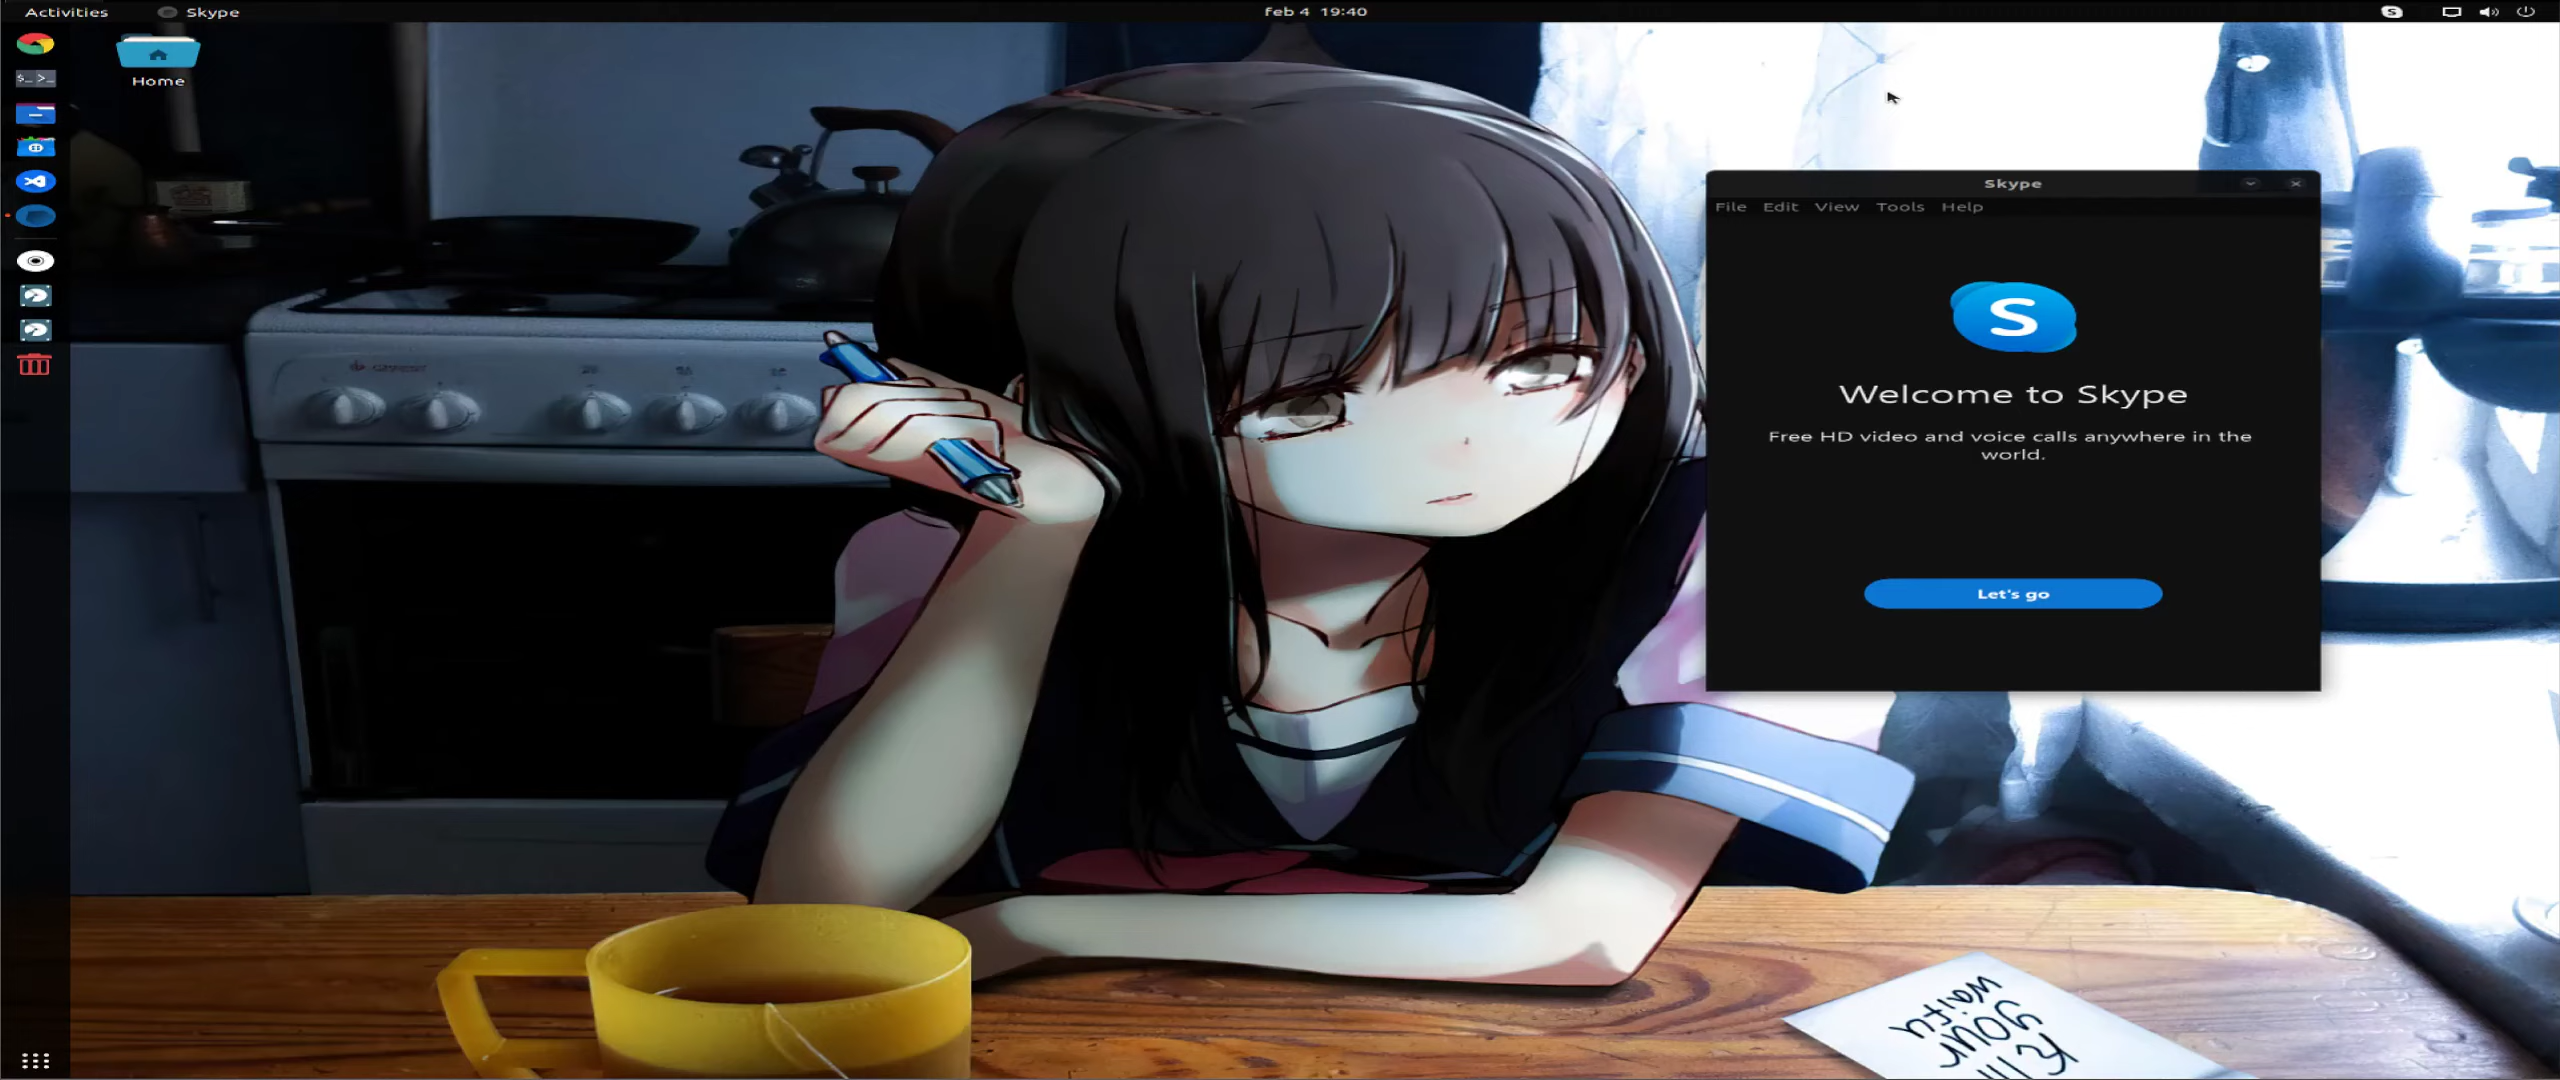 Activities
Skype
feb 4 19:40
$_ >_
Home
Skype
File Edit View Tools Help
S
Welcome to Skype
Free HD video and voice calls anywhere in the
world.
Let's go
your
waifu